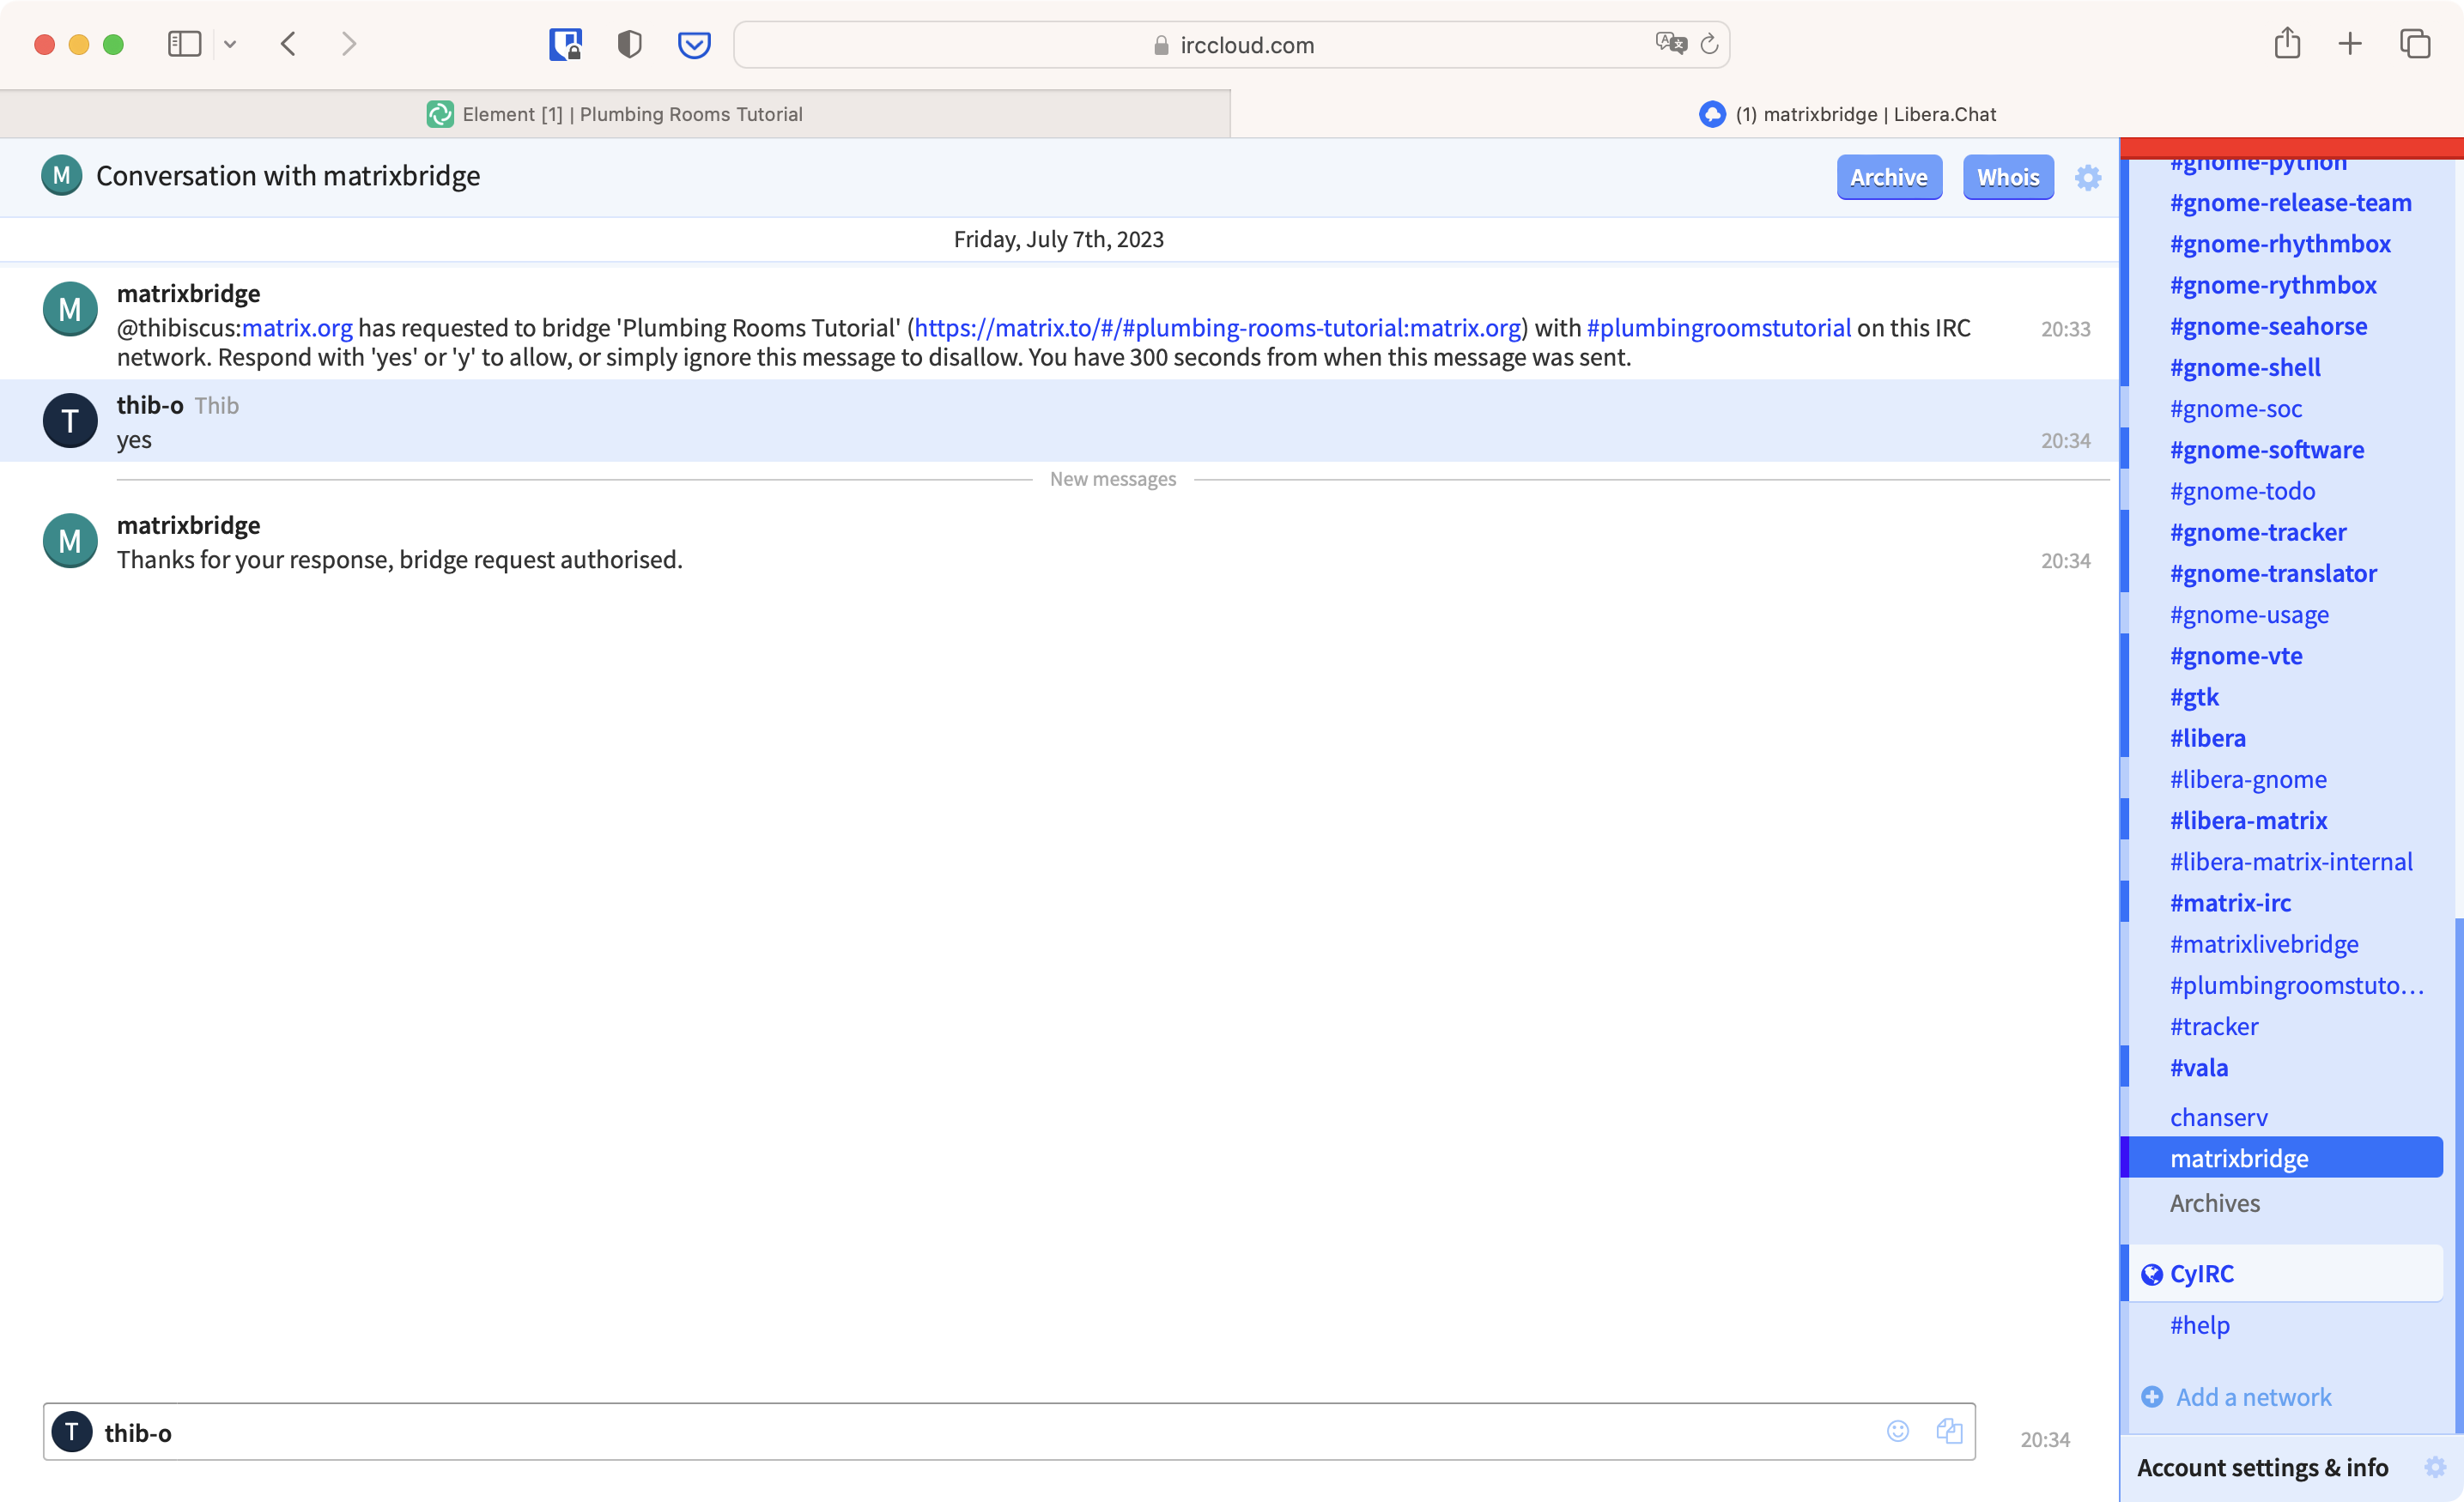 irccloud.com
Element [1] | Plumbing Rooms Tutorial
(1) matrixbridge | Libera.Chat
M Conversation with matrixbridge
Archive
Whois
Friday, July 7th, 2023
M
matrixbridge
@thibiscus:matrix.org has requested to bridge 'Plumbing Rooms Tutorial' (https://matrix.to/#/#plumbing-rooms-tutorial:matrix.org) with #plumbingroomstutorial on this IRC
network. Respond with 'yes' or 'y' to allow, or simply ignore this message to disallow. You have 300 seconds from when this message was sent.
20:33
T
thib-o Thib
yes
20:34
New messages
M
matrixbridge
Thanks for your response, bridge request authorised.
20:34
T thib-o
20:34
#gnome-python
#gnome-release-team
#gnome-rhythmbox
#gnome-rythmbox
#gnome-seahorse
#gnome-shell
#gnome-soc
#gnome-software
#gnome-todo
#gnome-tracker
#gnome-translator
#gnome-usage
#gnome-vte
#gtk
#libera
#libera-gnome
#libera-matrix
#libera-matrix-internal
#matrix-irc
#matrixlivebridge
#plumbingroomstuto...
#tracker
#vala
chanserv
matrixbridge
Archives
CyIRC
#help
Add a network
Account settings & info